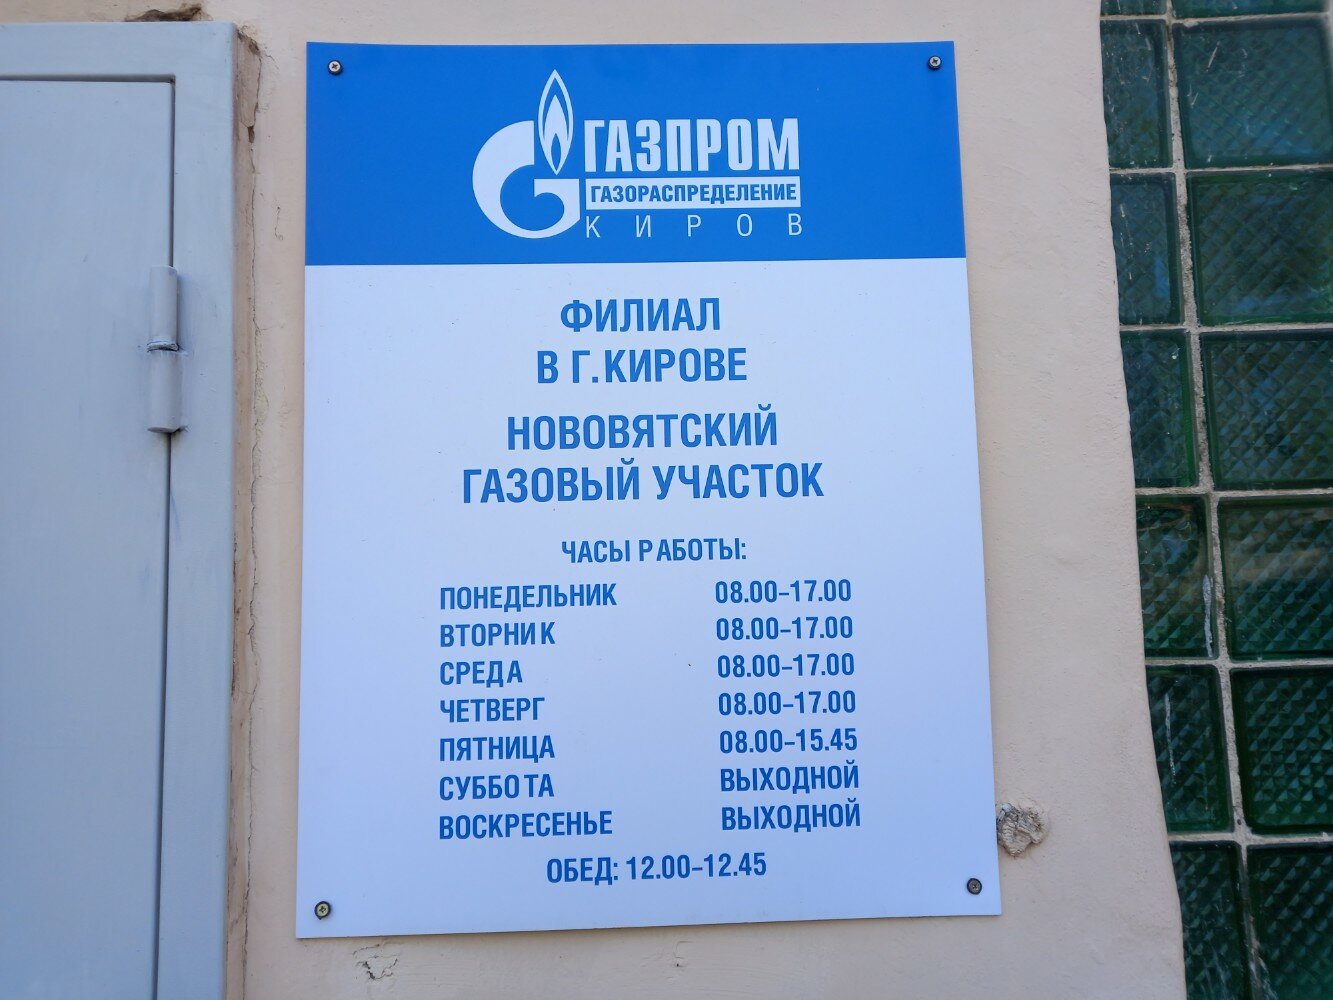 ГАЗПРОМ
ГАЗОРАСПРЕДЕЛЕНИЕ
КИРОВ
ФИЛИАЛ
В Г.КИРОВЕ
НОВОВЯТСКИЙ
ГАЗОВЫЙ УЧАСТОК
ЧАСЫ РАБОТЫ:
ПОНЕДЕЛЬНИК 08.00-17.00
ВТОРНИК 08.00-17.00
СРЕДА 08.00-17.00
ЧЕТВЕРГ 08.00-17.00
ПЯТНИЦА 08.00-15.45
СУББОТА ВЫХОДНОЙ
ВОСКРЕСЕНЬЕ ВЫХОДНОЙ
ОБЕД: 12.00-12.45